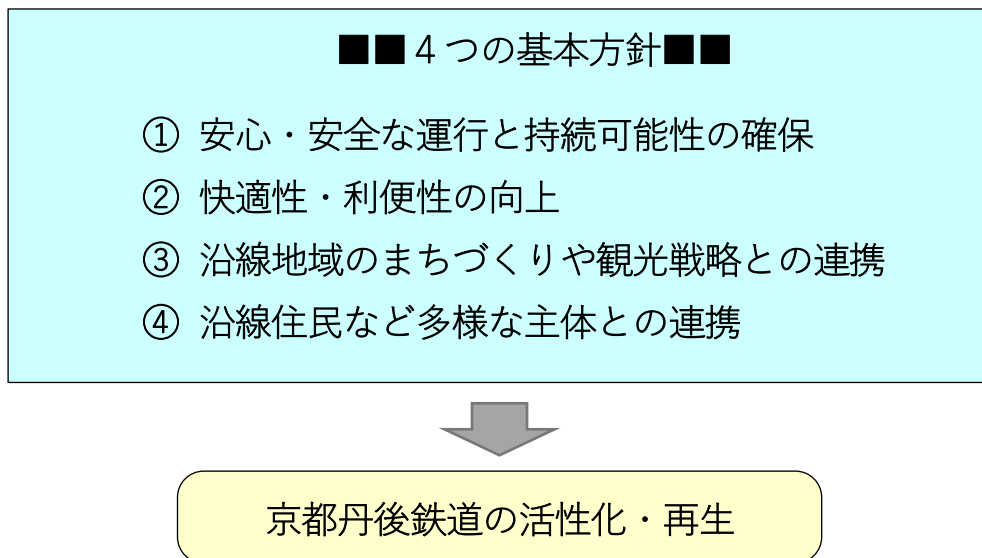 ■■４つの基本方針■■
① 安心・安全な運行と持続可能性の確保
② 快適性・利便性の向上
③ 沿線地域のまちづくりや観光戦略との連携
④ 沿線住民など多様な主体との連携
京都丹後鉄道の活性化・再生